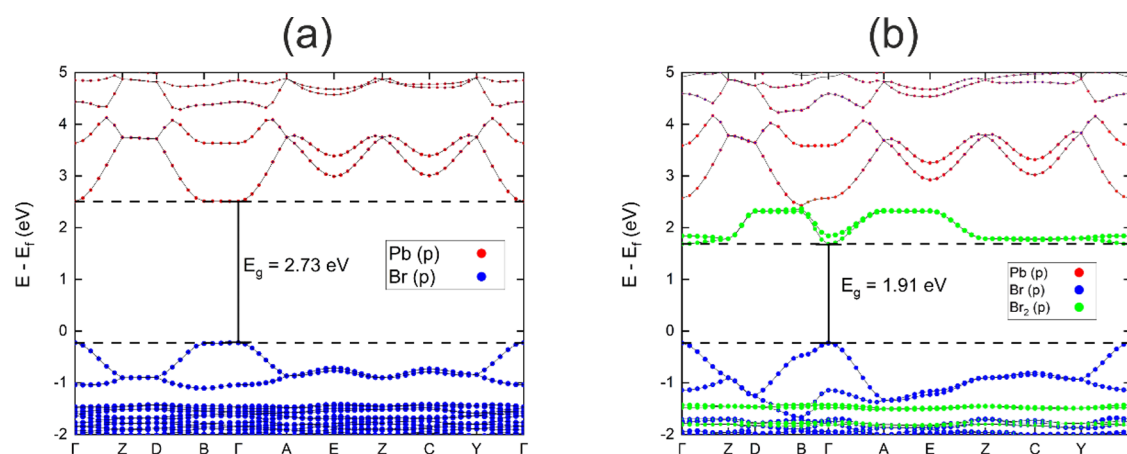 (a)
(b)
5
4
3
2
1
0
-1
-2
E - E_f (eV)
E_g = 2.73 eV
Pb (p)
Br (p)
Γ Z D B Γ A E Z C Y Γ
5
4
3
2
1
0
-1
-2
E - E_f (eV)
E_g = 1.91 eV
Pb (p)
Br (p)
Br₂ (p)
Γ Z D B Γ A E Z C Y